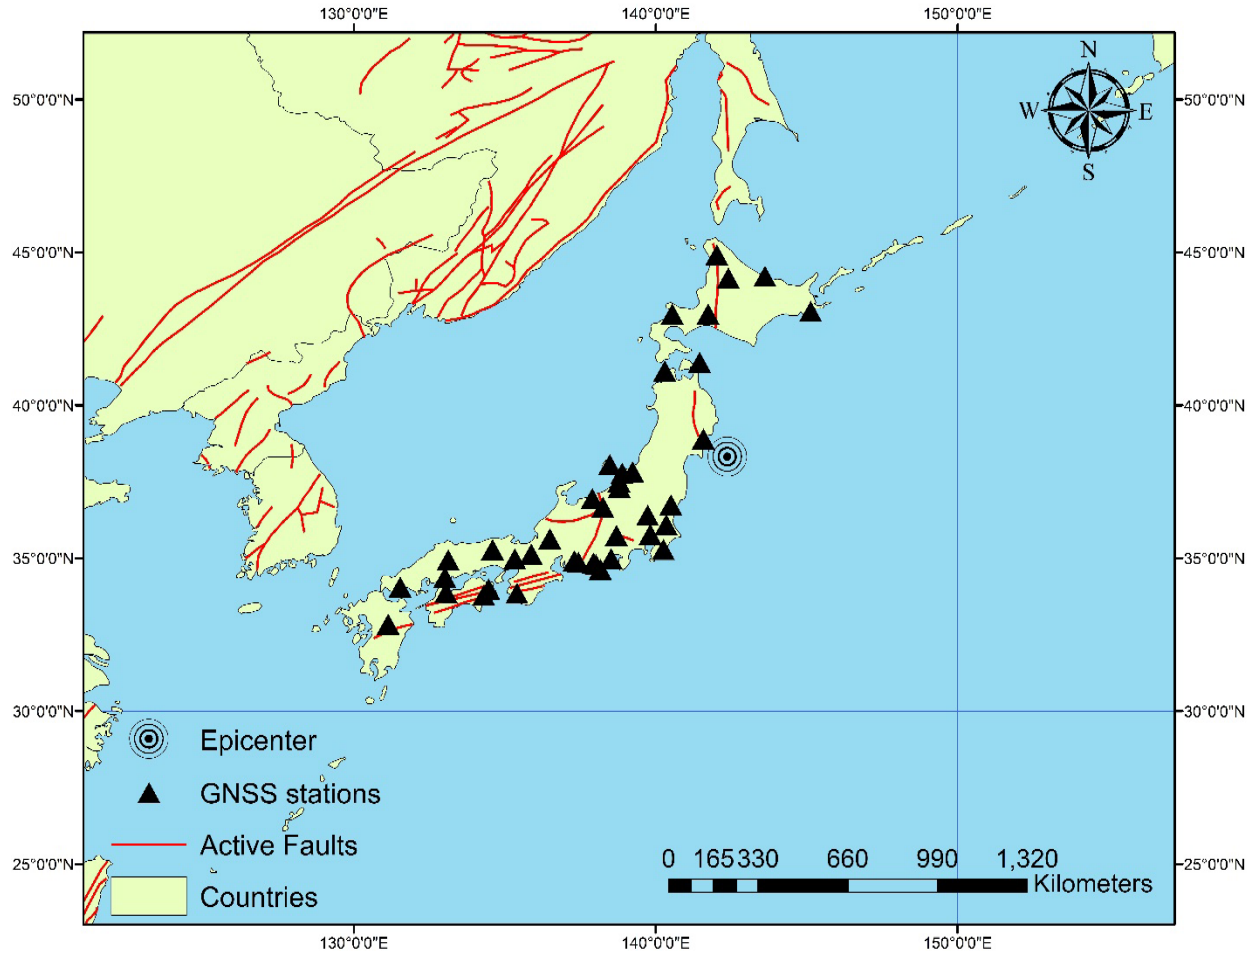 130°0'0"E 140°0'0"E 150°0'0"E
N
50°0'0"N W E 50°0'0"N
S
45°0'0"N 45°0'0"N
40°0'0"N 40°0'0"N
35°0'0"N 35°0'0"N
30°0'0"N 30°0'0"N
Epicenter
GNSS stations
Active Faults
25°0'0"N 0 165 330 660 990 1,320 25°0'0"N
Kilometers
Countries
130°0'0"E 140°0'0"E 150°0'0"E